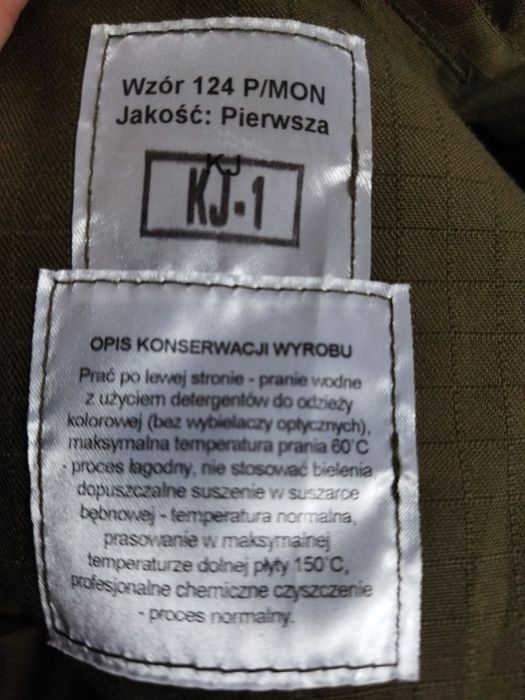 Wzór 124 P/MON
Jakość: Pierwsza
KJ
KJ-1
OPIS KONSERWACJI WYROBU
Prać po lewej stronie - pranie wodne
z użyciem detergentów do odzieży
kolorowej (bez wybielaczy optycznych),
maksymalna temperatura prania 60°C
- proces łagodny, nie stosować bielenia,
dopuszczalne suszenie w suszarce
bębnowej - temperatura normalna,
prasowanie w maksymalnej
temperaturze dolnej płyty 150°C,
profesjonalne chemiczne czyszczenie
- proces normalny.